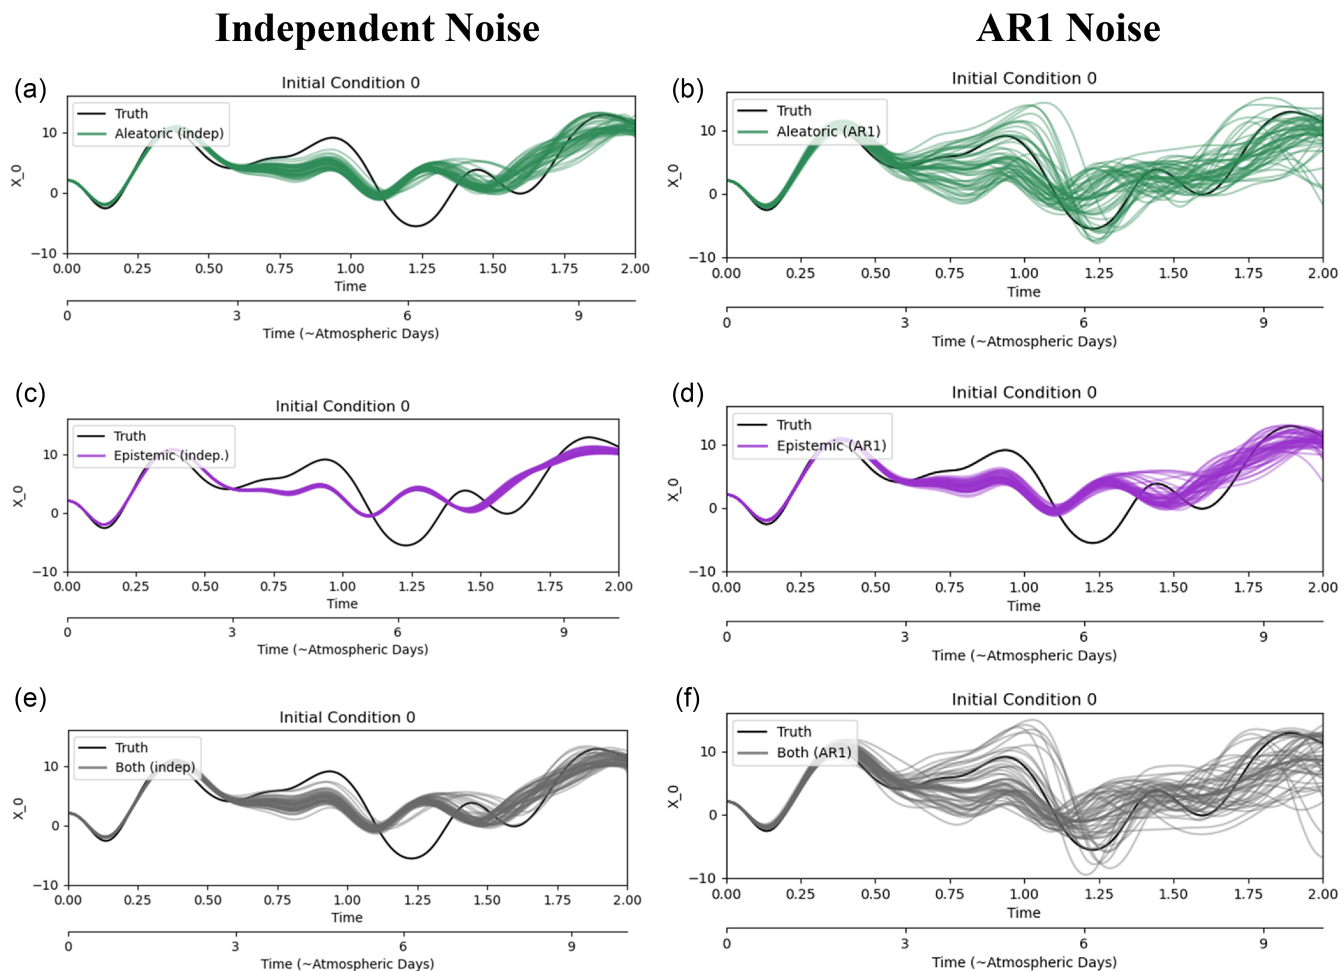 Independent Noise
AR1 Noise
(a)
Initial Condition 0
Truth
Aleatoric (indep)
X_0
10
0
−10
0.00 0.25 0.50 0.75 1.00 1.25 1.50 1.75 2.00
Time
0 3 6 9
Time (~Atmospheric Days)
(b)
Initial Condition 0
Truth
Aleatoric (AR1)
X_0
10
0
−10
0.00 0.25 0.50 0.75 1.00 1.25 1.50 1.75 2.00
Time
0 3 6 9
Time (~Atmospheric Days)
(c)
Initial Condition 0
Truth
Epistemic (indep.)
X_0
10
0
−10
0.00 0.25 0.50 0.75 1.00 1.25 1.50 1.75 2.00
Time
0 3 6 9
Time (~Atmospheric Days)
(d)
Initial Condition 0
Truth
Epistemic (AR1)
X_0
10
0
−10
0.00 0.25 0.50 0.75 1.00 1.25 1.50 1.75 2.00
Time
0 3 6 9
Time (~Atmospheric Days)
(e)
Initial Condition 0
Truth
Both (indep)
X_0
10
0
−10
0.00 0.25 0.50 0.75 1.00 1.25 1.50 1.75 2.00
Time
0 3 6 9
Time (~Atmospheric Days)
(f)
Initial Condition 0
Truth
Both (AR1)
X_0
10
0
−10
0.00 0.25 0.50 0.75 1.00 1.25 1.50 1.75 2.00
Time
0 3 6 9
Time (~Atmospheric Days)